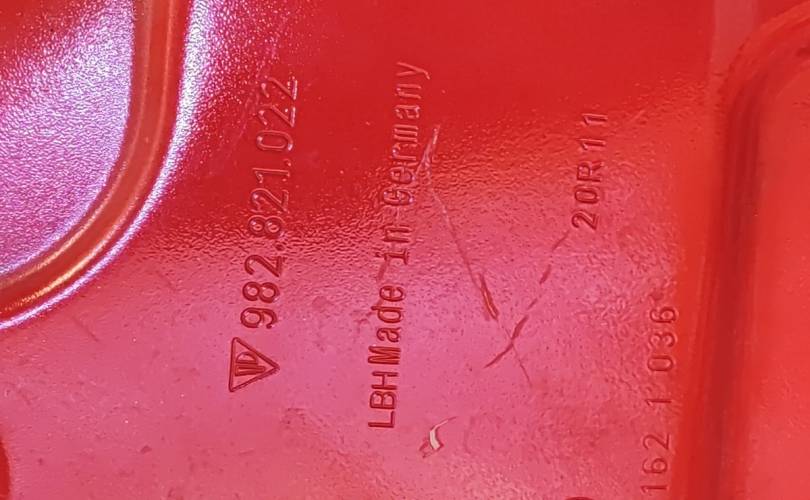 982.821.022
LBH Made in Germany
20R11
162 1 036